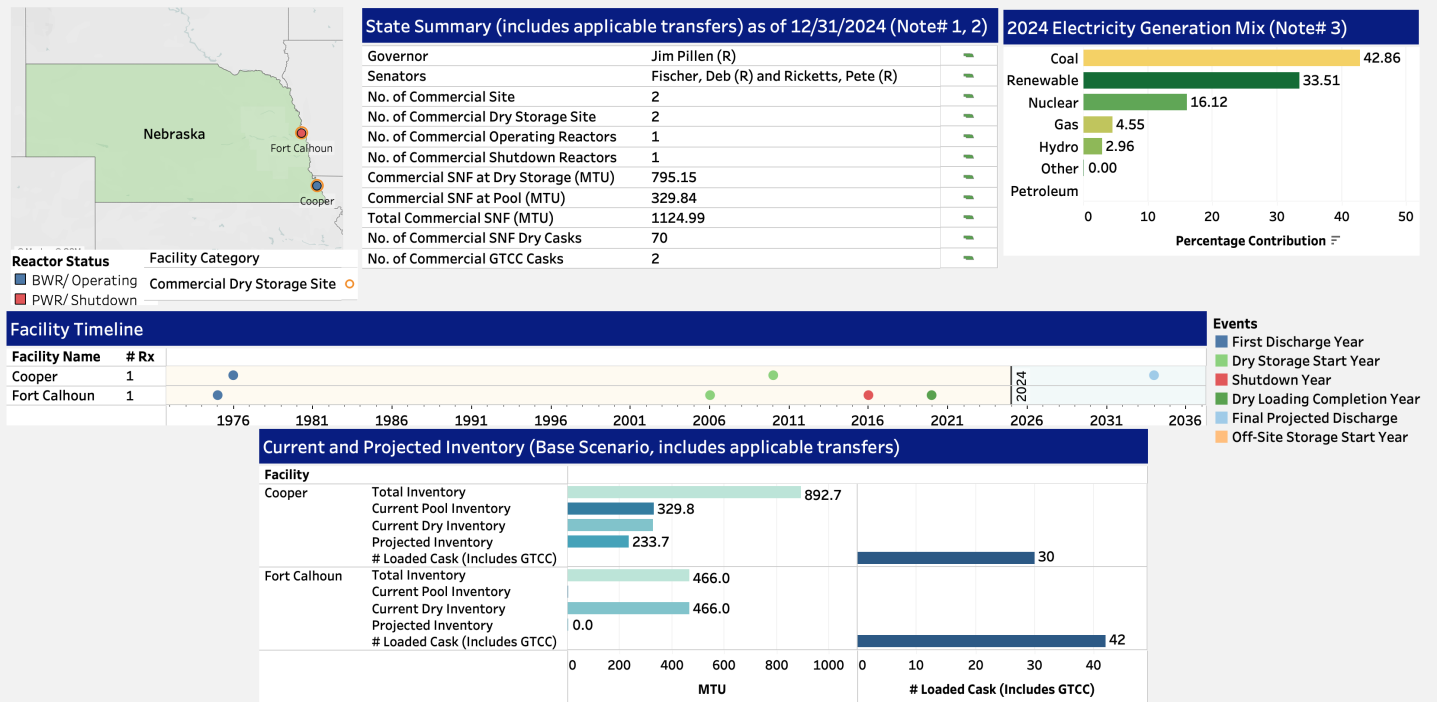 Nebraska
Fort Calhoun
Cooper
Reactor Status
BWR/ Operating
PWR/ Shutdown
Facility Category
Commercial Dry Storage Site
State Summary (includes applicable transfers) as of 12/31/2024 (Note# 1, 2)
Governor Jim Pillen (R)
Senators Fischer, Deb (R) and Ricketts, Pete (R)
No. of Commercial Site 2
No. of Commercial Dry Storage Site 2
No. of Commercial Operating Reactors 1
No. of Commercial Shutdown Reactors 1
Commercial SNF at Dry Storage (MTU) 795.15
Commercial SNF at Pool (MTU) 329.84
Total Commercial SNF (MTU) 1124.99
No. of Commercial SNF Dry Casks 70
No. of Commercial GTCC Casks 2
2024 Electricity Generation Mix (Note# 3)
Coal 42.86
Renewable 33.51
Nuclear 16.12
Gas 4.55
Hydro 2.96
Other 0.00
Petroleum
0 10 20 30 40 50
Percentage Contribution
Facility Timeline
Facility Name # Rx
Cooper 1
Fort Calhoun 1
2024
1976 1981 1986 1991 1996 2001 2006 2011 2016 2021 2026 2031 2036
Events
First Discharge Year
Dry Storage Start Year
Shutdown Year
Dry Loading Completion Year
Final Projected Discharge
Off-Site Storage Start Year
Current and Projected Inventory (Base Scenario, includes applicable transfers)
Facility
Cooper Total Inventory 892.7
Current Pool Inventory 329.8
Current Dry Inventory
Projected Inventory 233.7
# Loaded Cask (Includes GTCC) 30
Fort Calhoun Total Inventory 466.0
Current Pool Inventory
Current Dry Inventory 466.0
Projected Inventory 0.0
# Loaded Cask (Includes GTCC) 42
0 200 400 600 800 1000 0 10 20 30 40
MTU # Loaded Cask (Includes GTCC)